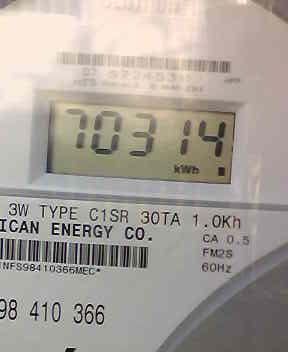 70314
kWh
3W TYPE C1SR 30TA 1.0Kh
ICAN ENERGY CO.
CA 0.5
FM2S
60Hz
NFS98410366MEC*
98 410 366